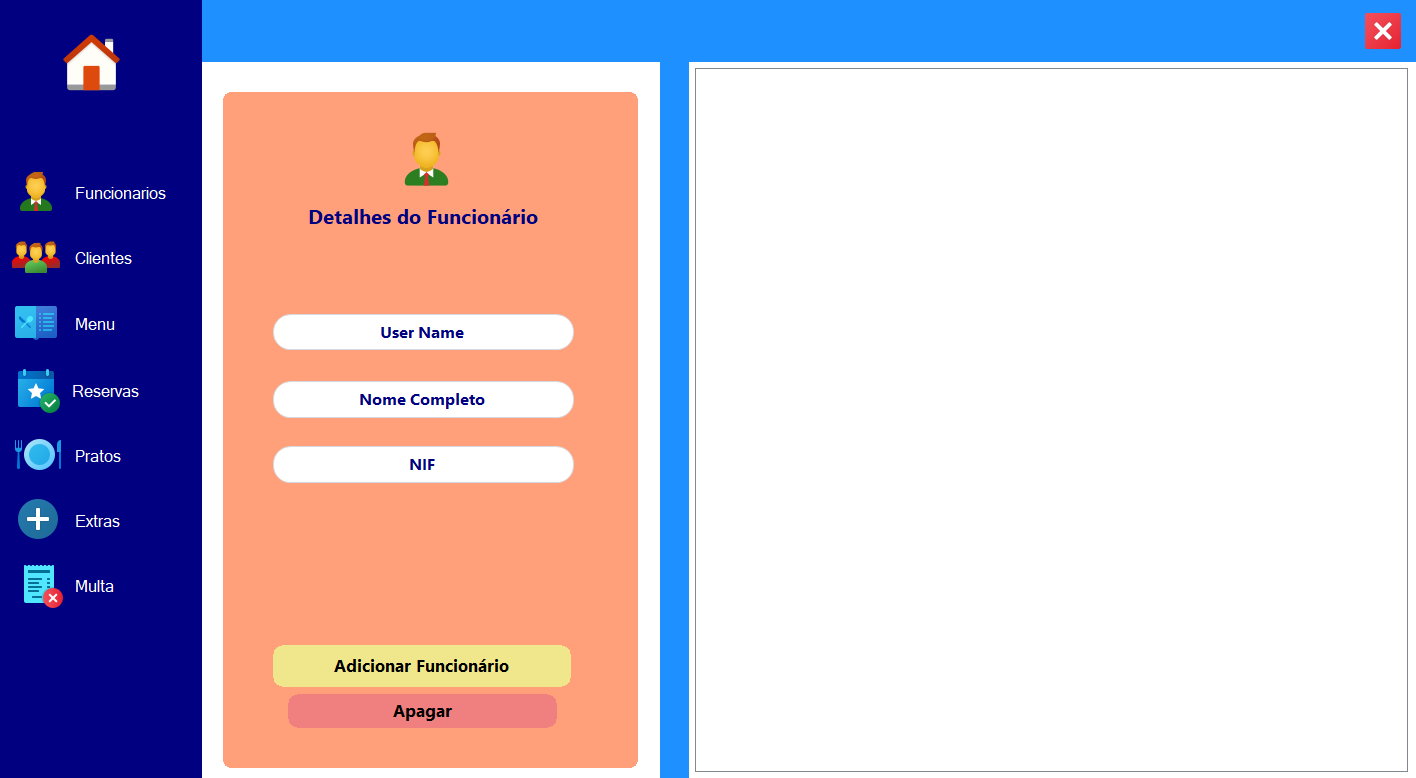 Funcionarios
Clientes
Menu
Reservas
Pratos
Extras
Multa
Detalhes do Funcionário
User Name
Nome Completo
NIF
Adicionar Funcionário
Apagar